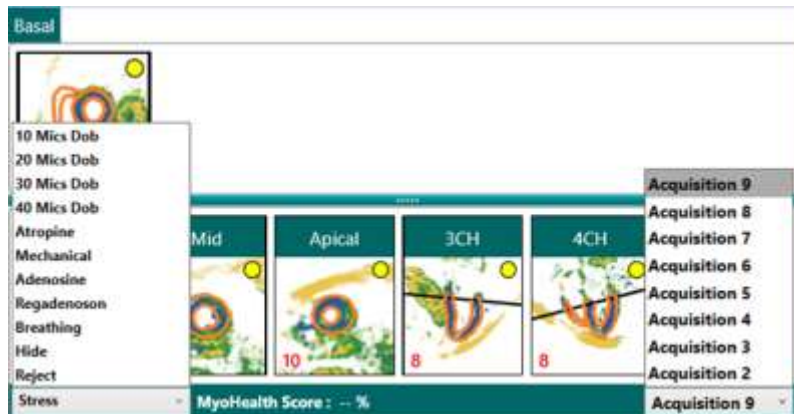 Basal
10 Mics Dob
20 Mics Dob
30 Mics Dob
40 Mics Dob
Atropine
Mechanical
Adenosine
Regadenoson
Breathing
Hide
Reject
Stress
Mid
Apical
3CH
4CH
10
8
8
MyoHealth Score : -- %
Acquisition 9
Acquisition 8
Acquisition 7
Acquisition 6
Acquisition 5
Acquisition 4
Acquisition 3
Acquisition 2
Acquisition 9